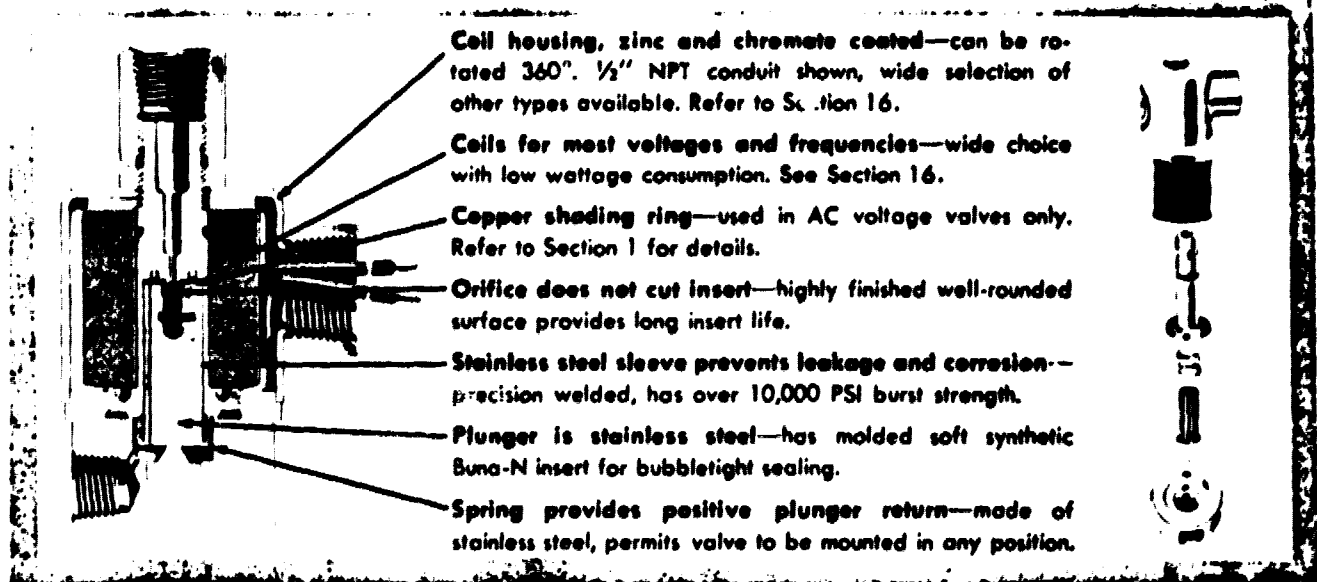 Coil housing, zinc and chromate coated—can be ro-
tated 360°. ½" NPT conduit shown, wide selection of
other types available. Refer to Section 16.
Coils for most voltages and frequencies—wide choice
with low wattage consumption. See Section 16.
Copper shading ring—used in AC voltage valves only.
Refer to Section 1 for details.
Orifice does not cut insert—highly finished well-rounded
surface provides long insert life.
Stainless steel sleeve prevents leakage and corrosion—
precision welded, has over 10,000 PSI burst strength.
Plunger is stainless steel—has molded soft synthetic
Buna-N insert for bubbletight sealing.
Spring provides positive plunger return—made of
stainless steel, permits valve to be mounted in any position.